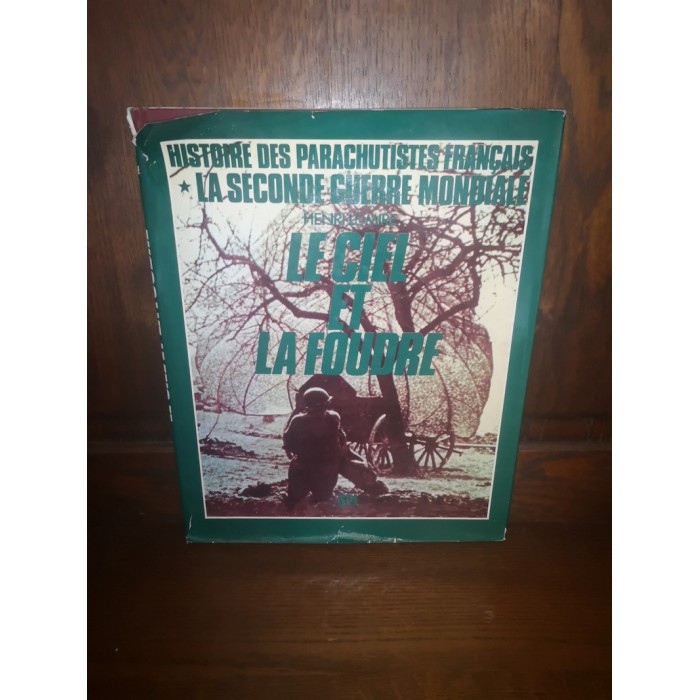 HISTOIRE DES PARACHUTISTES FRANÇAIS
★ LA SECONDE GUERRE MONDIALE
HENRI
LE CIEL
ET
LA FOUDRE